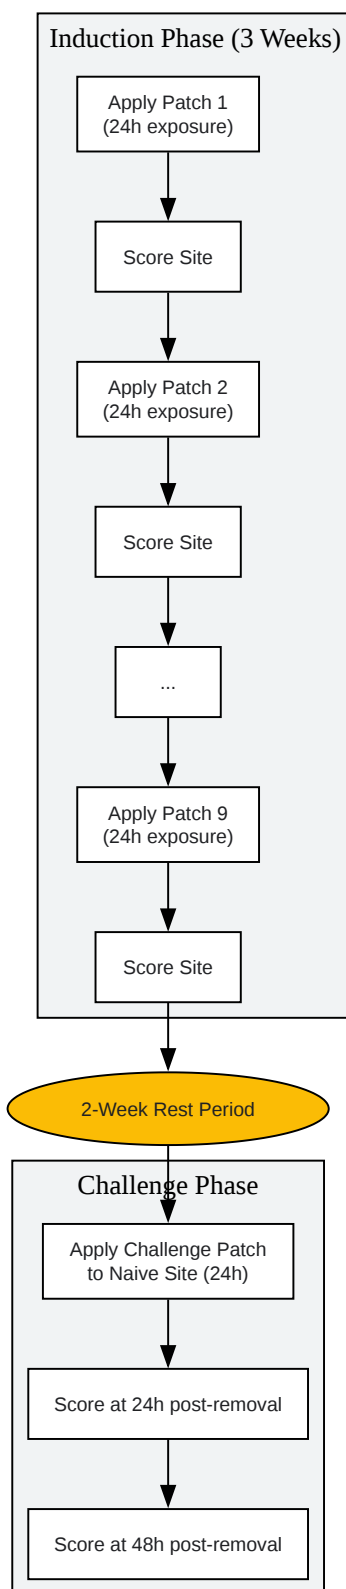 Induction Phase (3 Weeks)
Apply Patch 1
(24h exposure)
Score Site
Apply Patch 2
(24h exposure)
Score Site
...
Apply Patch 9
(24h exposure)
Score Site
2-Week Rest Period
Challenge Phase
Apply Challenge Patch
to Naive Site (24h)
Score at 24h post-removal
Score at 48h post-removal